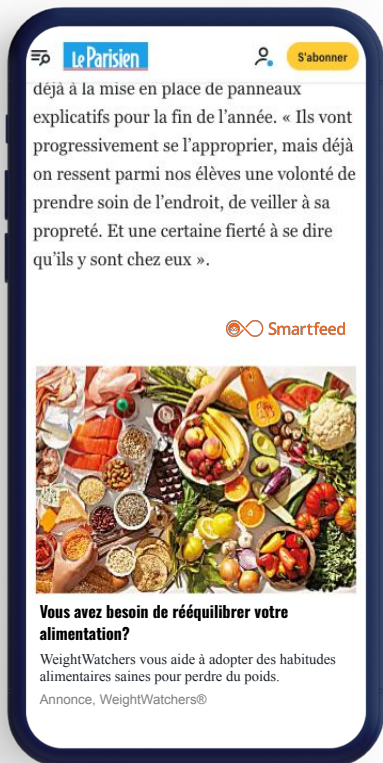 Le Parisien
S'abonner
déjà à la mise en place de panneaux
explicatifs pour la fin de l'année. « Ils vont
progressivement se l'approprier, mais déjà
on ressent parmi nos élèves une volonté de
prendre soin de l'endroit, de veiller à sa
propreté. Et une certaine fierté à se dire
qu'ils y sont chez eux ».
Smartfeed
Vous avez besoin de rééquilibrer votre
alimentation?
WeightWatchers vous aide à adopter des habitudes
alimentaires saines pour perdre du poids.
Annonce, WeightWatchers®